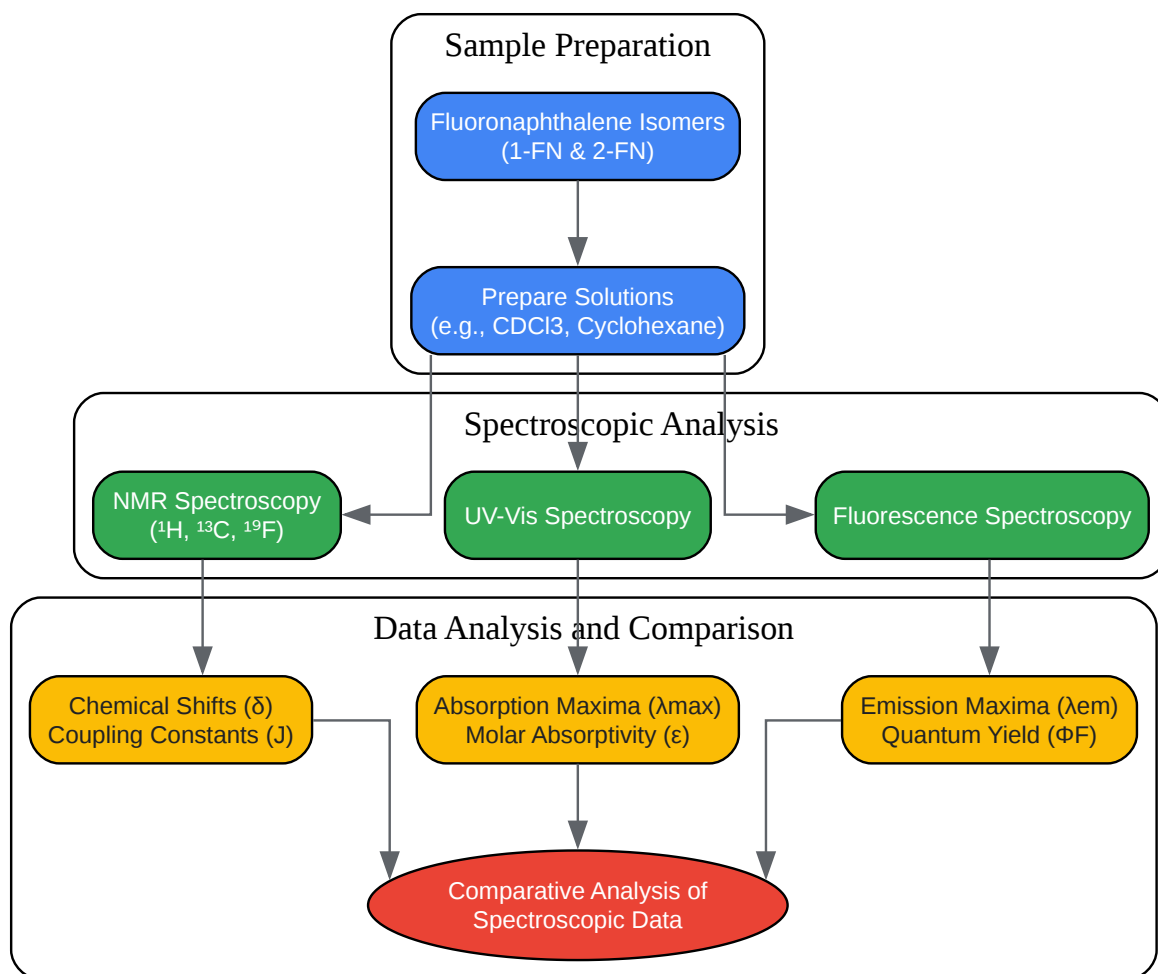 Sample Preparation
Fluoronaphthalene Isomers
(1-FN & 2-FN)
Prepare Solutions
(e.g., CDCl3, Cyclohexane)
Spectroscopic Analysis
NMR Spectroscopy
(¹H, ¹³C, ¹⁹F)
UV-Vis Spectroscopy
Fluorescence Spectroscopy
Data Analysis and Comparison
Chemical Shifts (δ)
Coupling Constants (J)
Absorption Maxima (λmax)
Molar Absorptivity (ε)
Emission Maxima (λem)
Quantum Yield (ΦF)
Comparative Analysis of
Spectroscopic Data